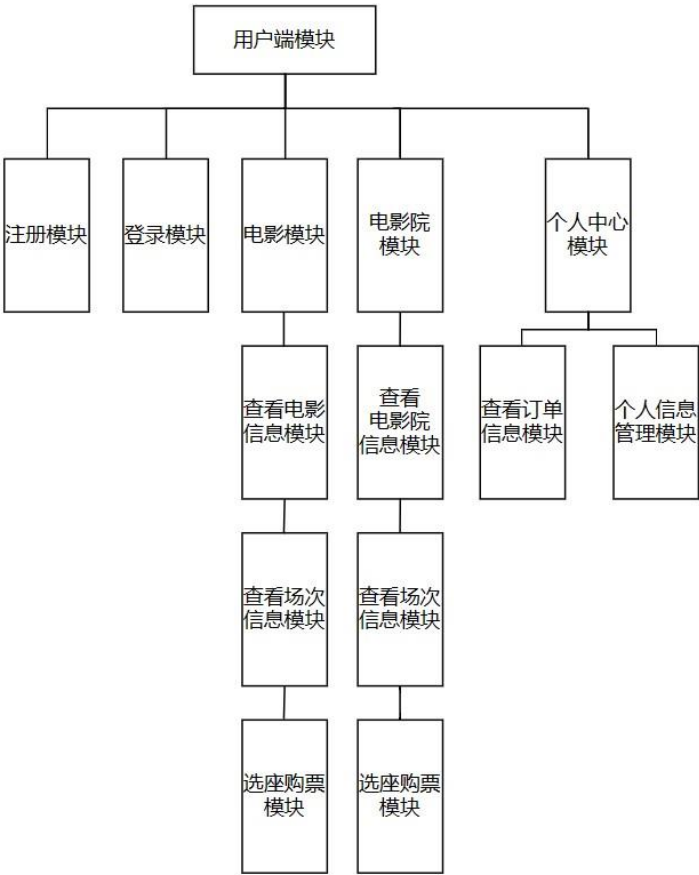 用户端模块
注册模块
登录模块
电影模块
电影院
模块
个人中心
模块
查看电影
信息模块
查看
电影院
信息模块
查看订单
信息模块
个人信息
管理模块
查看场次
信息模块
查看场次
信息模块
选座购票
模块
选座购票
模块